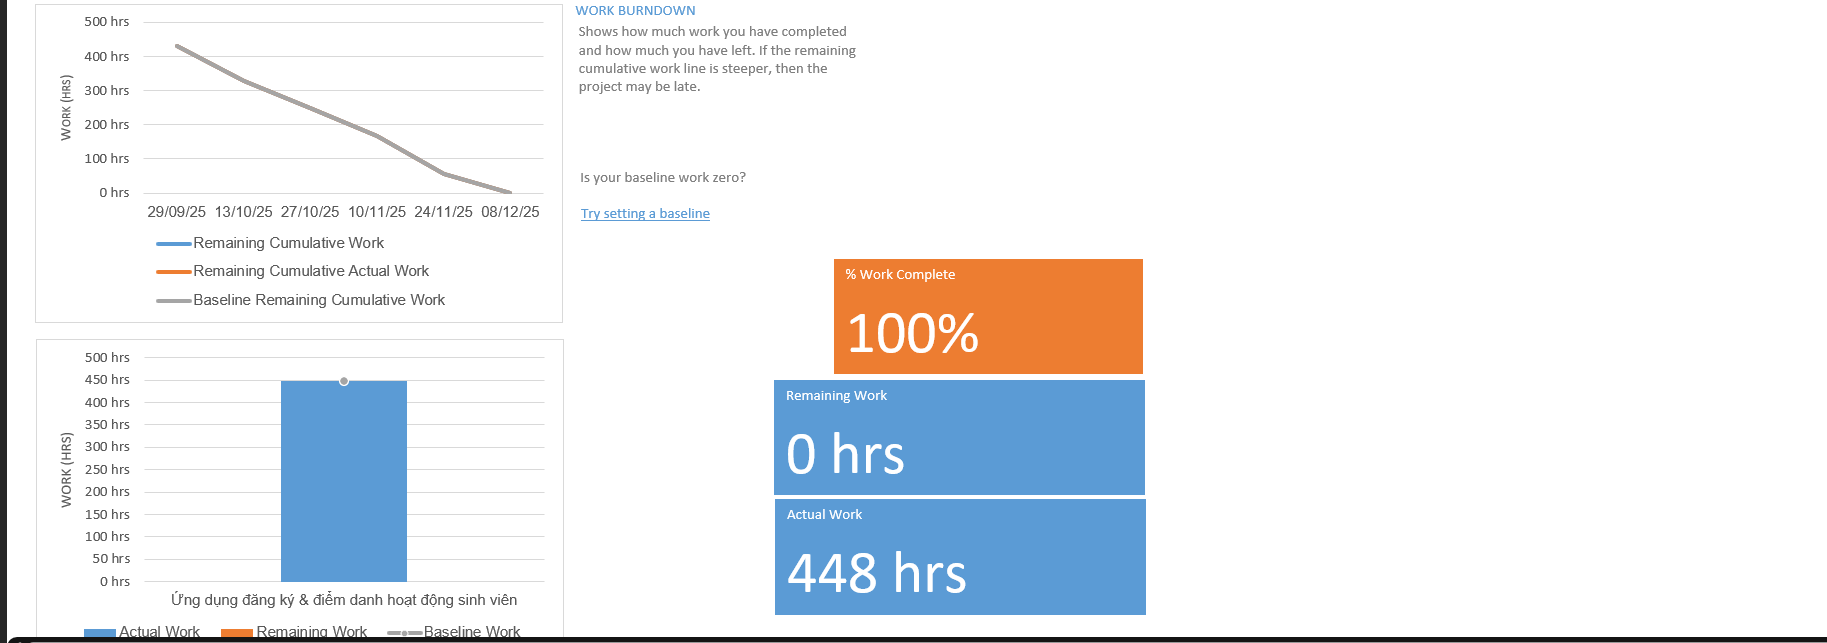 500 hrs
400 hrs
300 hrs
200 hrs
100 hrs
0 hrs
WORK (HRS)
29/09/25 13/10/25 27/10/25 10/11/25 24/11/25 08/12/25
Remaining Cumulative Work
Remaining Cumulative Actual Work
Baseline Remaining Cumulative Work
WORK BURNDOWN
Shows how much work you have completed
and how much you have left. If the remaining
cumulative work line is steeper, then the
project may be late.
Is your baseline work zero?
Try setting a baseline
% Work Complete
100%
Remaining Work
0 hrs
Actual Work
448 hrs
500 hrs
450 hrs
400 hrs
350 hrs
300 hrs
250 hrs
200 hrs
150 hrs
100 hrs
50 hrs
0 hrs
WORK (HRS)
Ứng dụng đăng ký & điểm danh hoạt động sinh viên
Actual Work Remaining Work Baseline Work